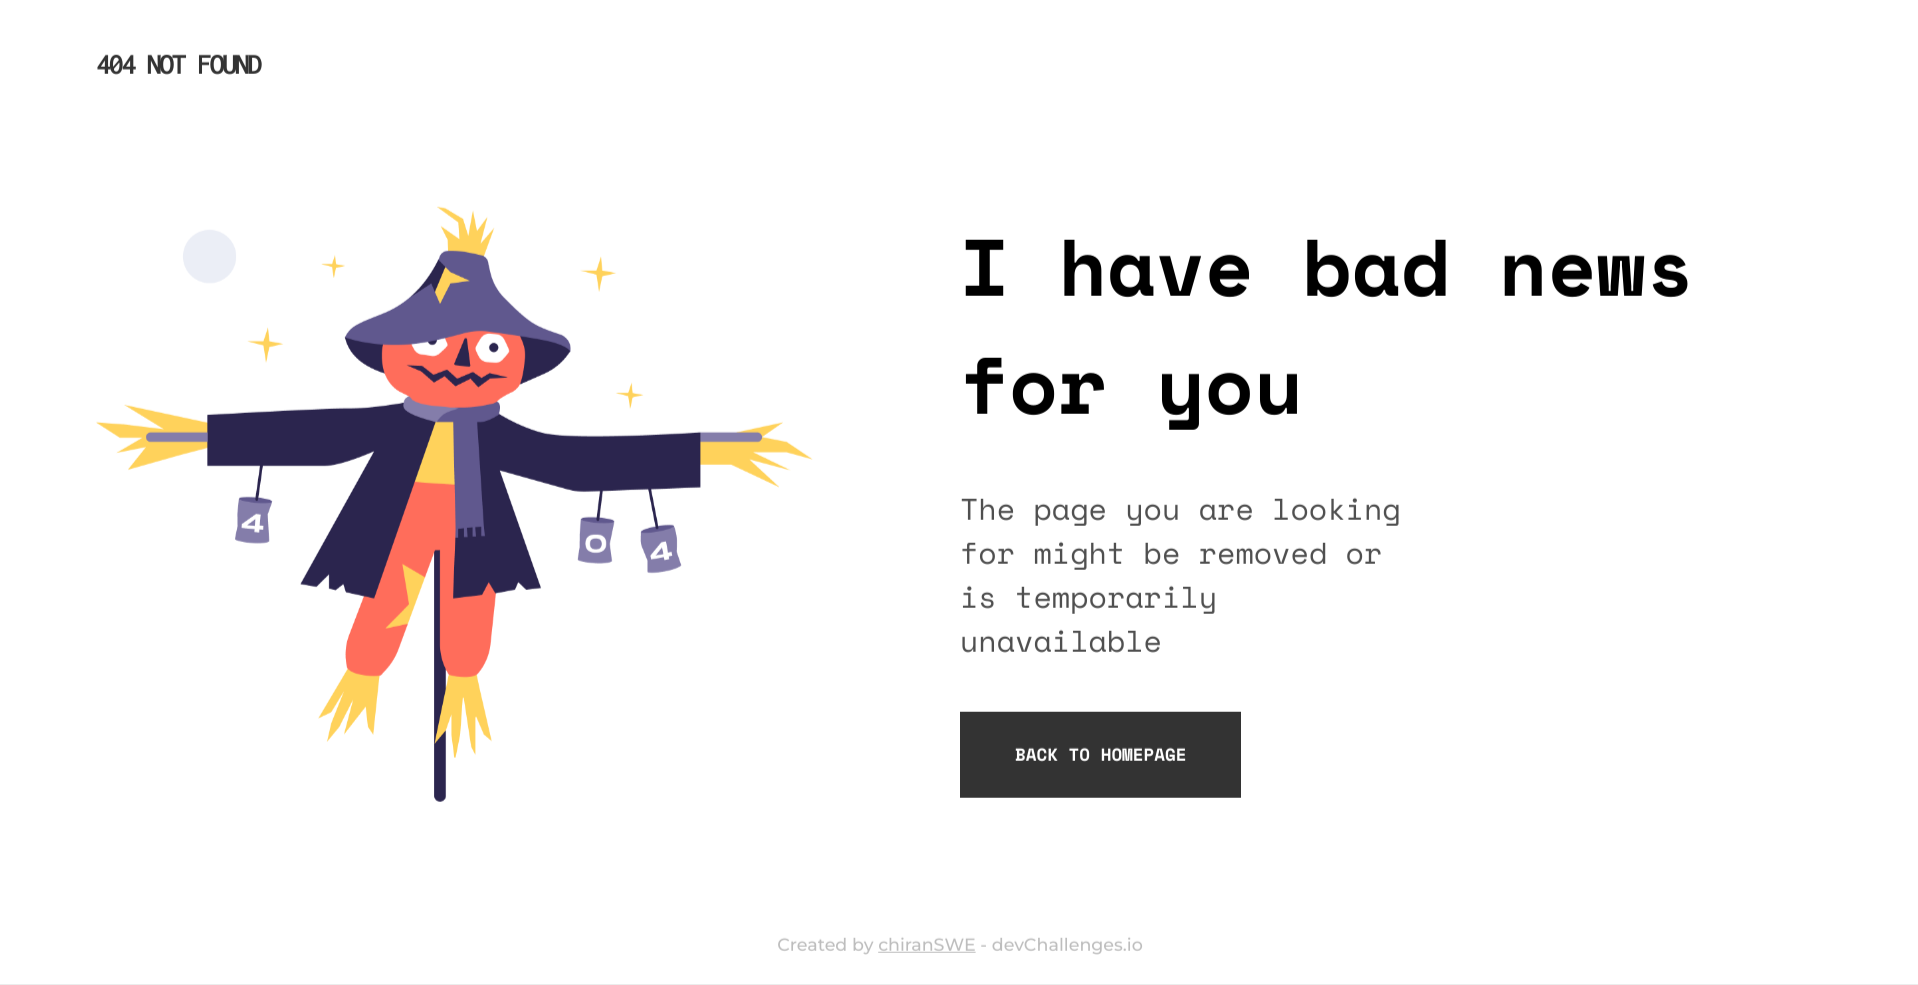 404 NOT FOUND
I have bad news
for you
4
0
4
The page you are looking
for might be removed or
is temporarily
unavailable
BACK TO HOMEPAGE
Created by chiranSWE - devChallenges.io